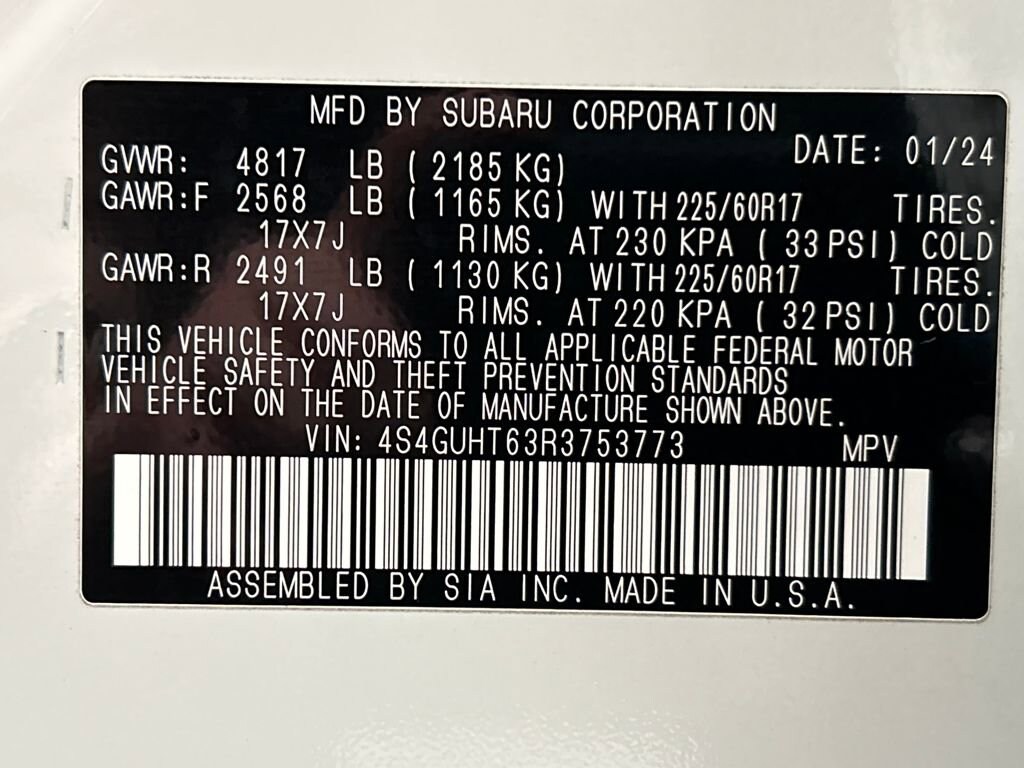 MFD BY SUBARU CORPORATION
DATE: 01/24
GVWR: 4817 LB ( 2185 KG)
GAWR:F 2568 LB ( 1165 KG) WITH 225/60R17 TIRES.
17X7J RIMS. AT 230 KPA ( 33 PSI) COLD
GAWR:R 2491 LB ( 1130 KG) WITH 225/60R17 TIRES.
17X7J RIMS. AT 220 KPA ( 32 PSI) COLD
THIS VEHICLE CONFORMS TO ALL APPLICABLE FEDERAL MOTOR
VEHICLE SAFETY AND THEFT PREVENTION STANDARDS
IN EFFECT ON THE DATE OF MANUFACTURE SHOWN ABOVE.
VIN: 4S4GUHT63R3753773 MPV
ASSEMBLED BY SIA INC. MADE IN U.S.A.